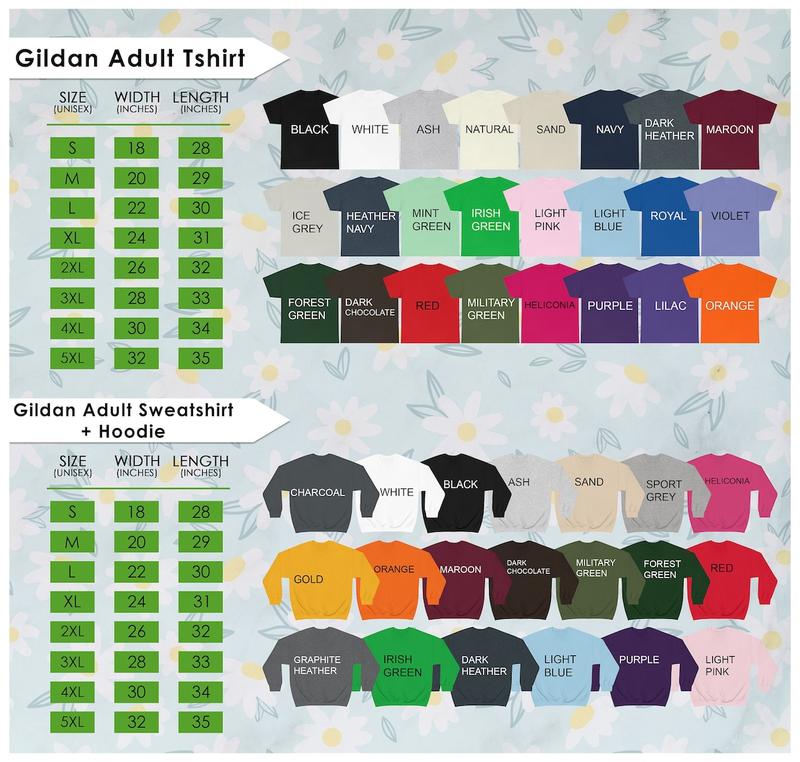 Gildan Adult Tshirt
SIZE WIDTH LENGTH
(UNISEX) (INCHES) (INCHES)
S 18 28
M 20 29
L 22 30
XL 24 31
2XL 26 32
3XL 28 33
4XL 30 34
5XL 32 35
BLACK WHITE ASH NATURAL SAND NAVY DARK HEATHER MAROON
ICE GREY HEATHER NAVY MINT GREEN IRISH GREEN LIGHT PINK LIGHT BLUE ROYAL VIOLET
FOREST GREEN DARK CHOCOLATE RED MILITARY GREEN HELICONIA PURPLE LILAC ORANGE
Gildan Adult Sweatshirt
+ Hoodie
SIZE WIDTH LENGTH
(UNISEX) (INCHES) (INCHES)
S 18 28
M 20 29
L 22 30
XL 24 31
2XL 26 32
3XL 28 33
4XL 30 34
5XL 32 35
CHARCOAL WHITE BLACK ASH SAND SPORT GREY HELICONIA
GOLD ORANGE MAROON DARK CHOCOLATE MILITARY GREEN FOREST GREEN RED
GRAPHITE HEATHER IRISH GREEN DARK HEATHER LIGHT BLUE PURPLE LIGHT PINK